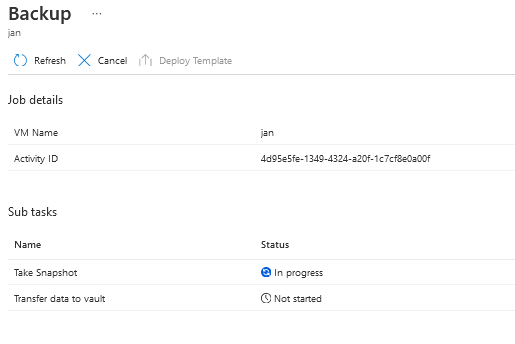 Backup ...
jan
Refresh Cancel Deploy Template
Job details
VM Name jan
Activity ID 4d95e5fe-1349-4324-a20f-1c7cf8e0a00f
Sub tasks
Name Status
Take Snapshot In progress
Transfer data to vault Not started